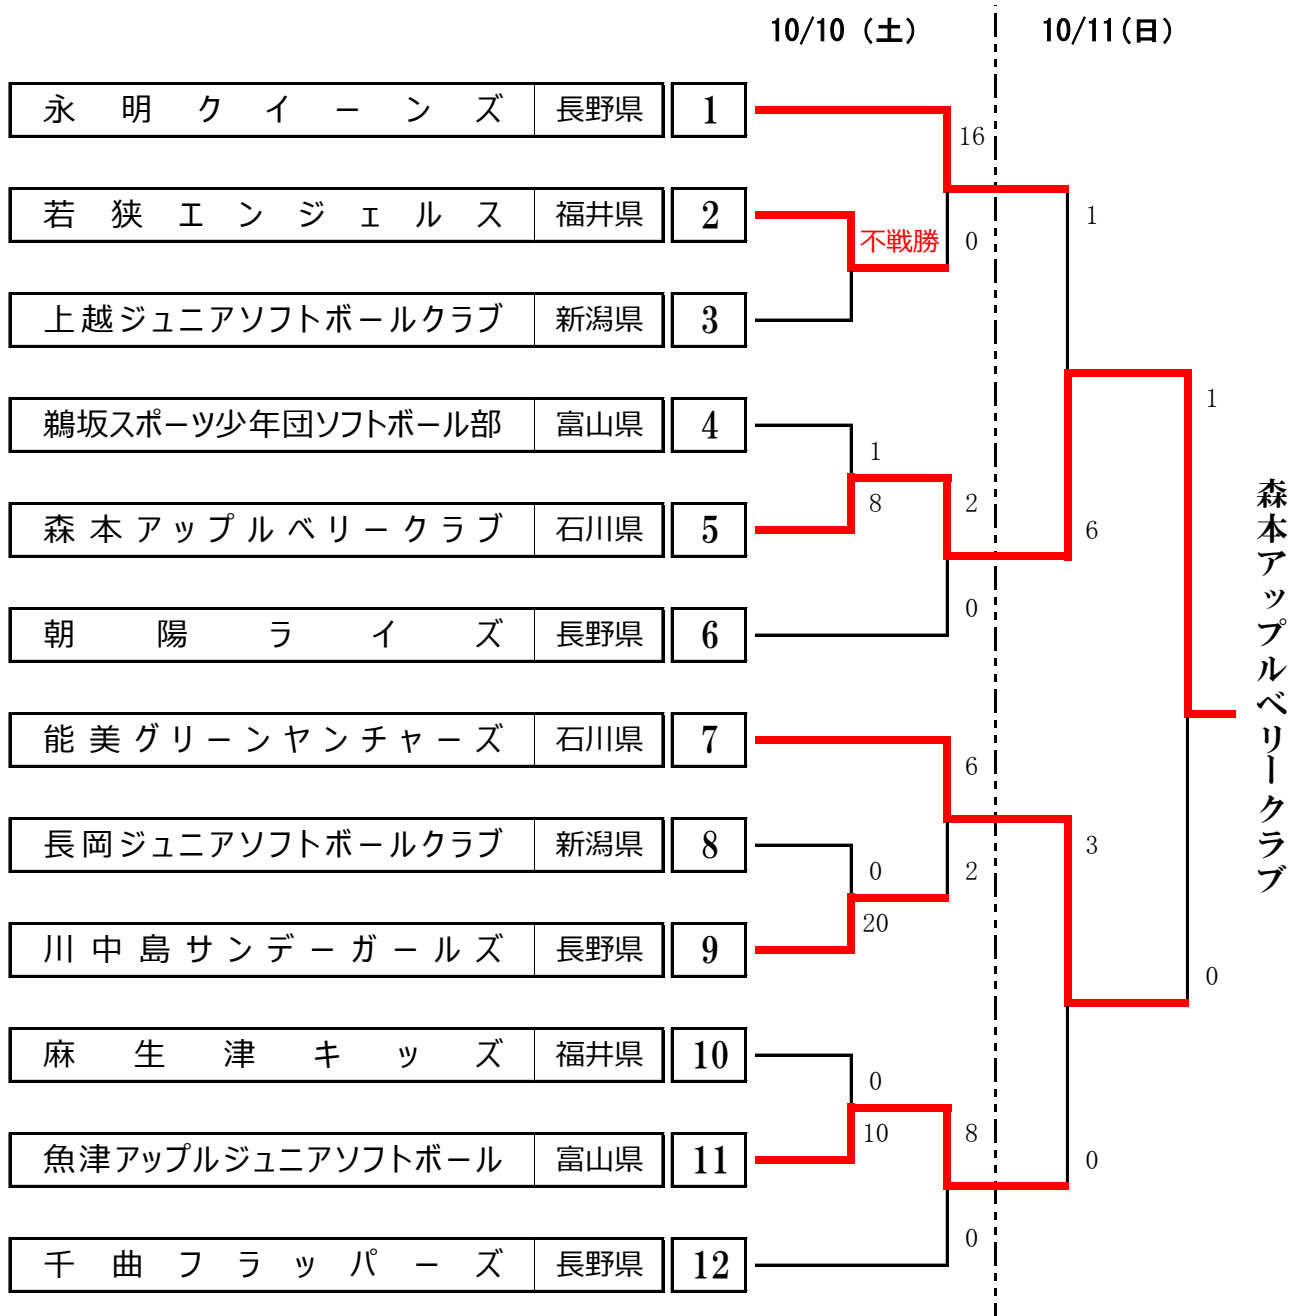 10/10（土）
10/11(日)
永明クイーンズ 長野県 1
16
若狭エンジェルス 福井県 2
1
不戦勝
0
上越ジュニアソフトボールクラブ 新潟県 3
1
鵜坂スポーツ少年団ソフトボール部 富山県 4
1
8
2
森本アップルベリークラブ 石川県 5
6
0
朝陽ライズ 長野県 6
森本アップルベリークラブ
能美グリーンヤンチャーズ 石川県 7
6
長岡ジュニアソフトボールクラブ 新潟県 8
3
0
2
20
川中島サンデーガールズ 長野県 9
0
麻生津キッズ 福井県 10
0
10
8
魚津アップルジュニアソフトボール 富山県 11
0
0
千曲フラッパーズ 長野県 12